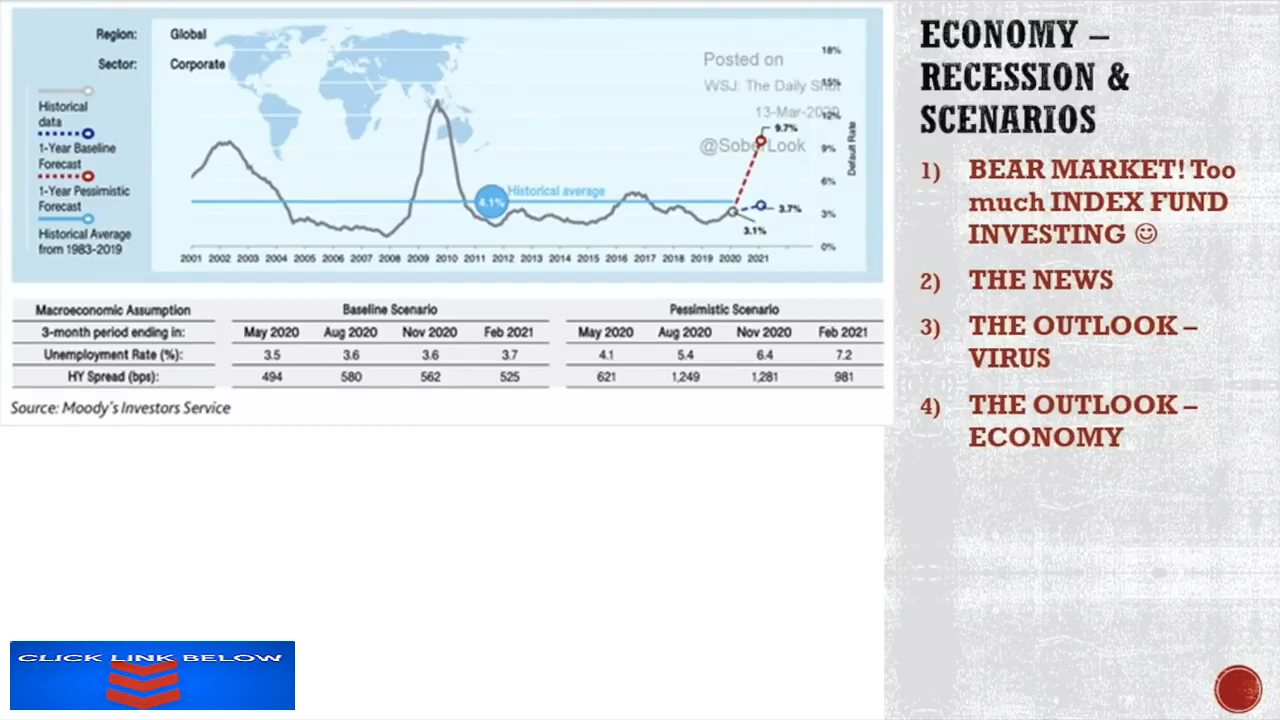 Region: Global
Sector: Corporate
Historical
data
1-Year Baseline
Forecast
1-Year Pessimistic
Forecast
Historical Average
from 1983-2019
Posted on
WSJ: The Daily Shot
13-Mar-2020
@SoberLook
18%
15%
12%
9%
6%
3%
0%
Default Rate
9.7%
3.7%
3.1%
Historical average
4.1%
2001 2002 2003 2004 2005 2006 2007 2008 2009 2010 2011 2012 2013 2014 2015 2016 2017 2018 2019 2020 2021
Macroeconomic Assumption Baseline Scenario Pessimistic Scenario
3-month period ending in: May 2020 Aug 2020 Nov 2020 Feb 2021 May 2020 Aug 2020 Nov 2020 Feb 2021
Unemployment Rate (%): 3.5 3.6 3.6 3.7 4.1 5.4 6.4 7.2
HY Spread (bps): 494 580 562 525 621 1,249 1,281 981
Source: Moody's Investors Service
CLICK LINK BELOW
ECONOMY –
RECESSION &
SCENARIOS
1) BEAR MARKET! Too
much INDEX FUND
INVESTING ☺
2) THE NEWS
3) THE OUTLOOK –
VIRUS
4) THE OUTLOOK –
ECONOMY